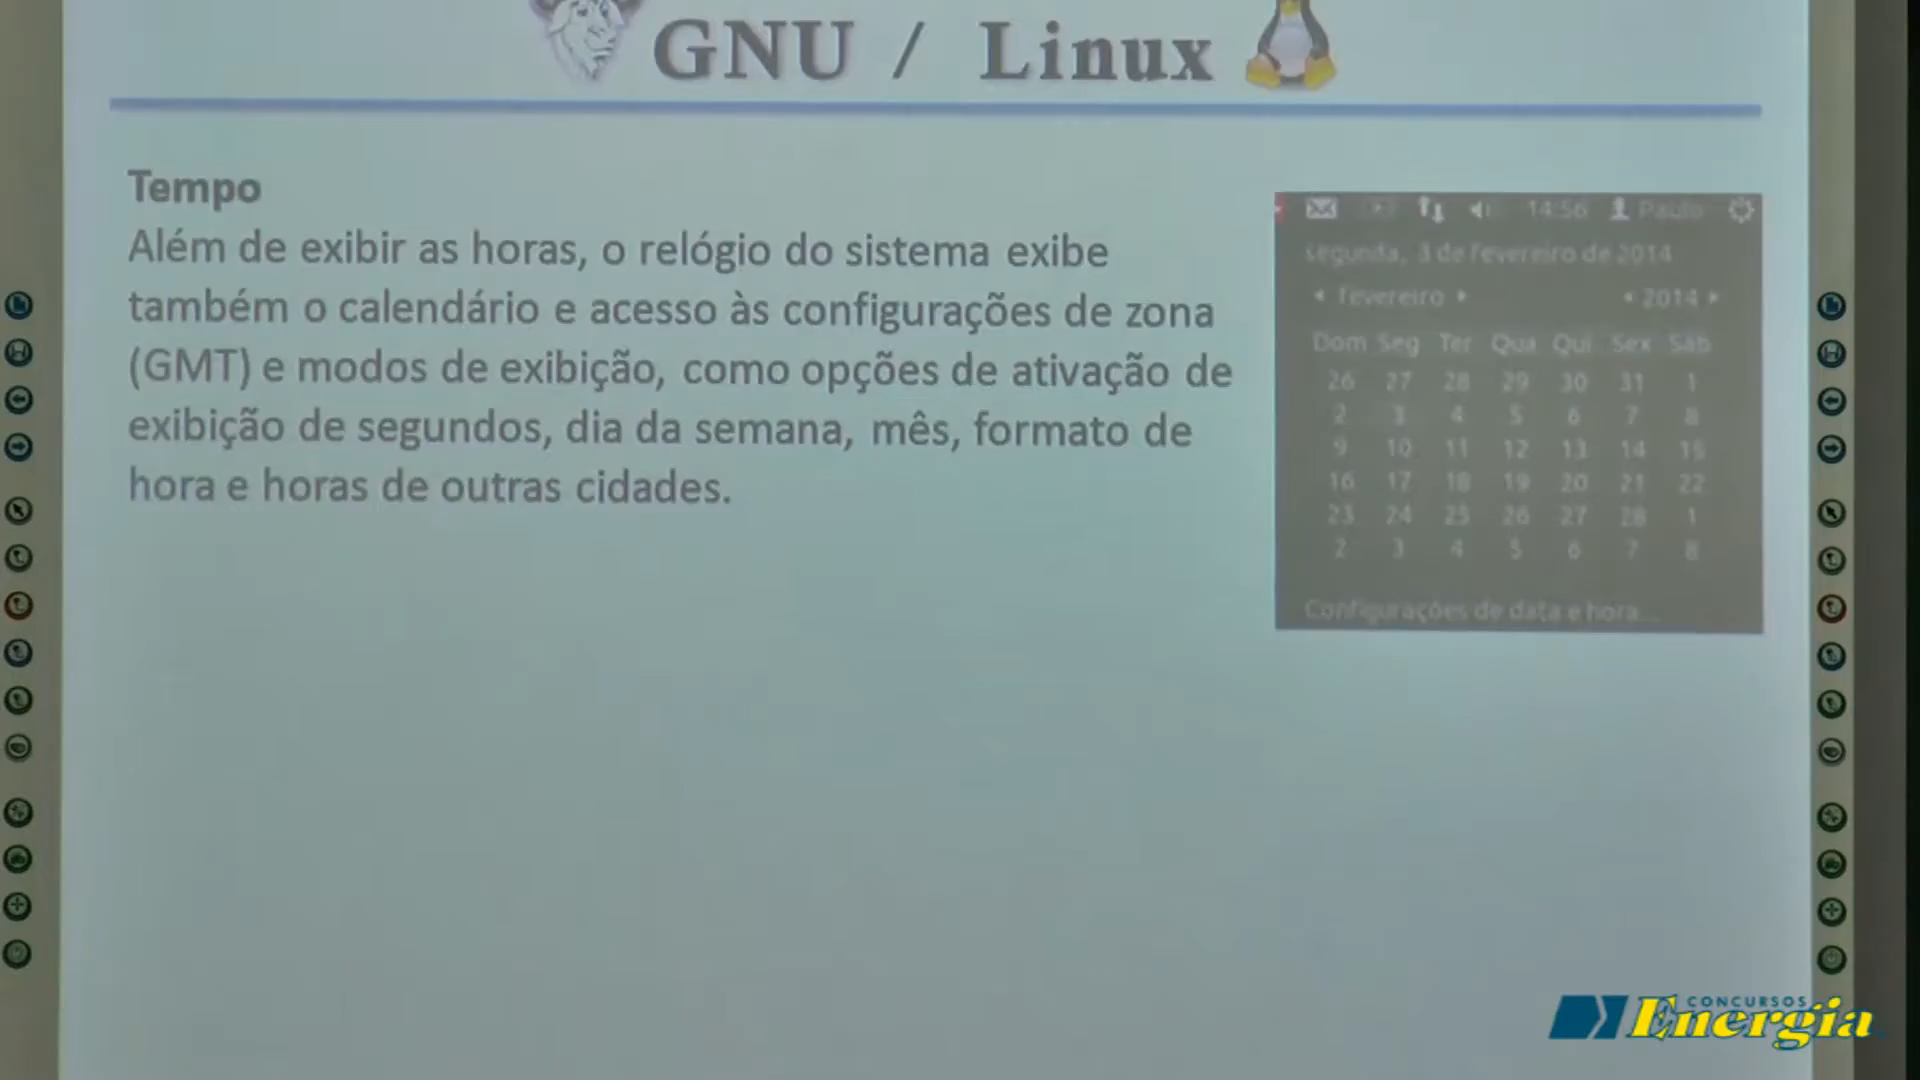 GNU / Linux
Tempo
Além de exibir as horas, o relógio do sistema exibe
também o calendário e acesso às configurações de zona
(GMT) e modos de exibição, como opções de ativação de
exibição de segundos, dia da semana, mês, formato de
hora e horas de outras cidades.
14:56 Paulo
segunda, 3 de fevereiro de 2014
fevereiro 2014
Dom Seg Ter Qua Qui Sex Sáb
26 27 28 29 30 31 1
2 3 4 5 6 7 8
9 10 11 12 13 14 15
16 17 18 19 20 21 22
23 24 25 26 27 28 1
2 3 4 5 6 7 8
Configurações de data e hora...
CONCURSOS
Energia